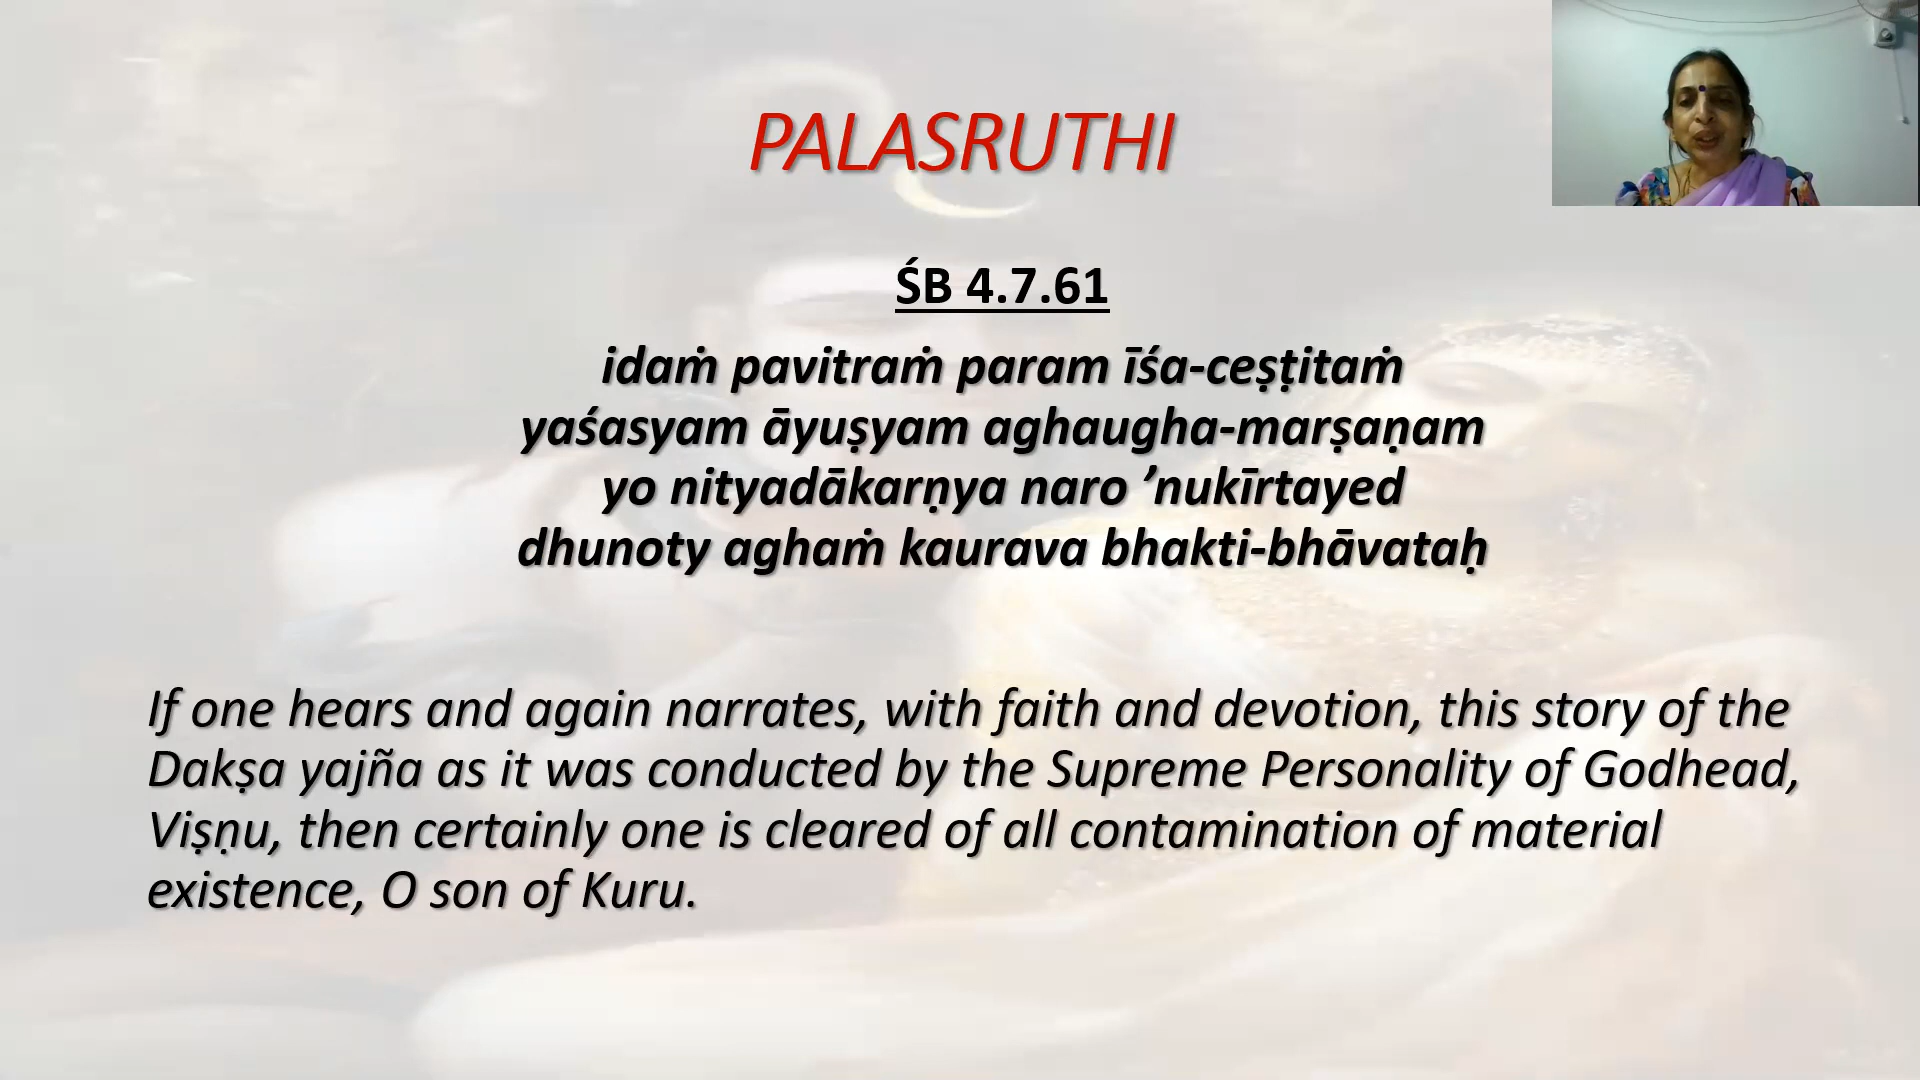 PALASRUTHI
ŚB 4.7.61
idaṁ pavitraṁ param īśa-ceṣṭitaṁ
yaśasyam āyuṣyam aghaugha-marṣaṇam
yo nityadākarṇya naro ’nukīrtayed
dhunoty aghaṁ kaurava bhakti-bhāvataḥ
If one hears and again narrates, with faith and devotion, this story of the
Dakṣa yajña as it was conducted by the Supreme Personality of Godhead,
Viṣṇu, then certainly one is cleared of all contamination of material
existence, O son of Kuru.